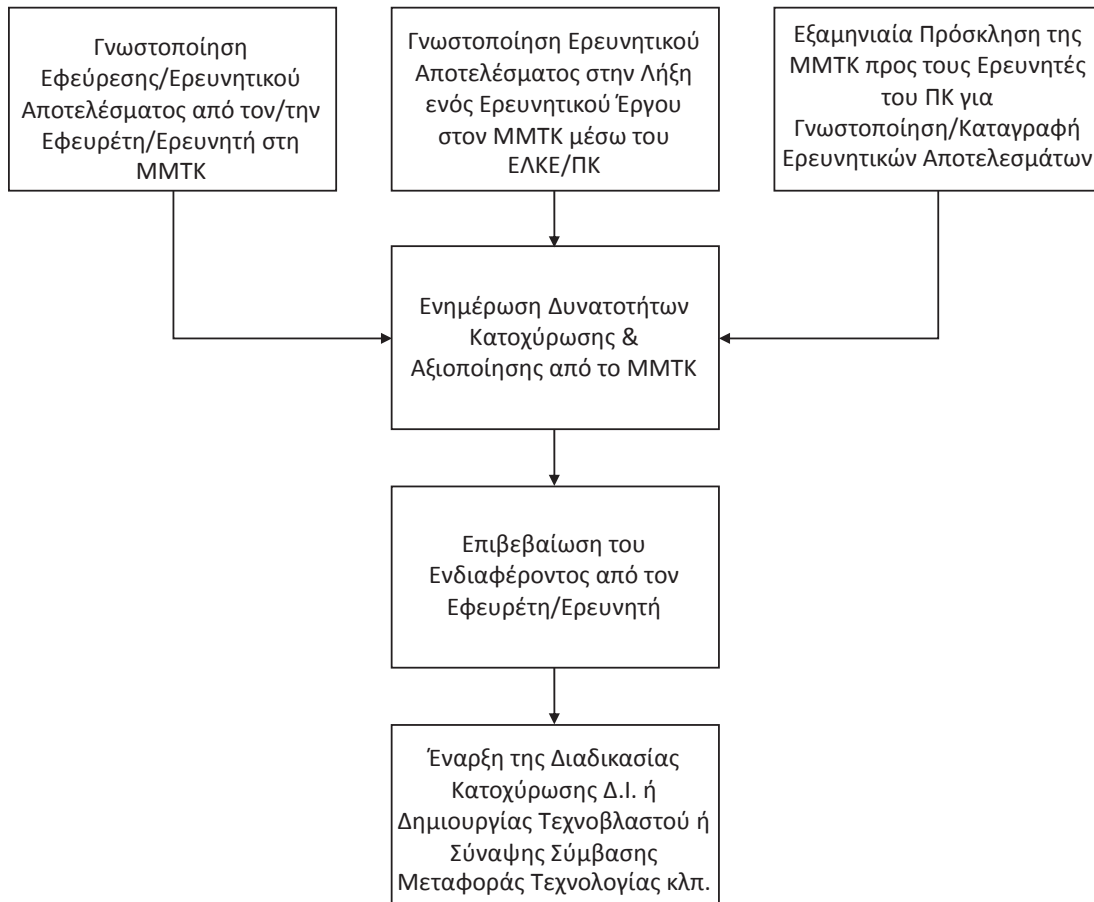 Γνωστοποίηση
Εφεύρεσης/Ερευνητικού
Αποτελέσματος από τον/την
Εφευρέτη/Ερευνητή στη
ΜΜΤΚ
Γνωστοποίηση Ερευνητικού
Αποτελέσματος στην Λήξη
ενός Ερευνητικού Έργου
στον ΜΜΤΚ μέσω του
ΕΛΚΕ/ΠΚ
Εξαμηνιαία Πρόσκληση της
ΜΜΤΚ προς τους Ερευνητές
του ΠΚ για
Γνωστοποίηση/Καταγραφή
Ερευνητικών Αποτελεσμάτων
Ενημέρωση Δυνατοτήτων
Κατοχύρωσης &
Αξιοποίησης από το ΜΜΤΚ
Επιβεβαίωση του
Ενδιαφέροντος από τον
Εφευρέτη/Ερευνητή
Έναρξη της Διαδικασίας
Κατοχύρωσης Δ.Ι. ή
Δημιουργίας Τεχνοβλαστού ή
Σύναψης Σύμβασης
Μεταφοράς Τεχνολογίας κλπ.